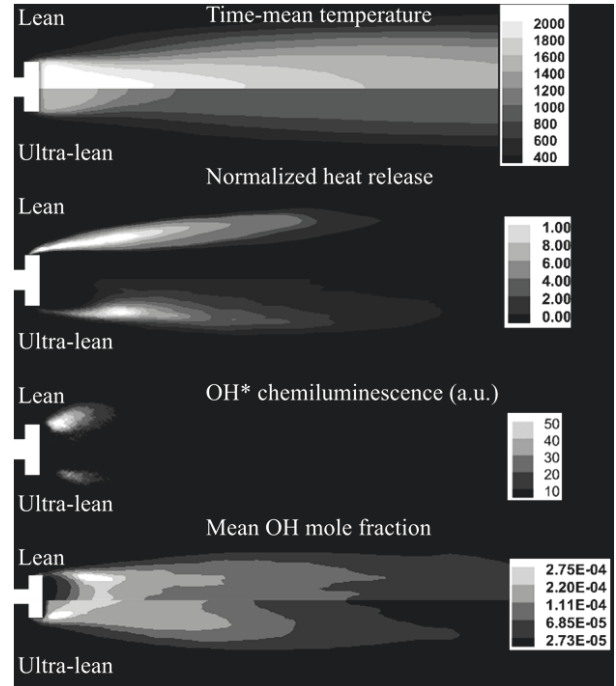 Time-mean temperature
Lean
2000
1800
1600
1400
1200
1000
800
600
400
Ultra-lean
Normalized heat release
Lean
1.00
8.00
6.00
4.00
2.00
0.00
Ultra-lean
OH* chemiluminescence (a.u.)
Lean
50
40
30
20
10
Ultra-lean
Mean OH mole fraction
Lean
2.75E-04
2.20E-04
1.11E-04
6.85E-05
2.73E-05
Ultra-lean